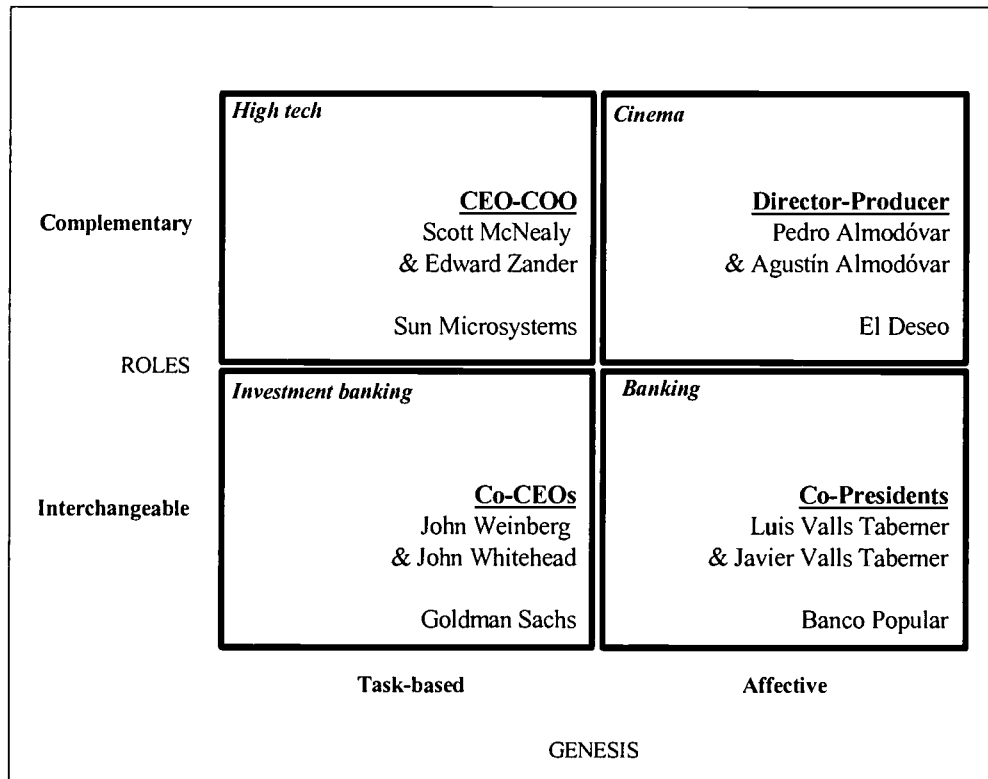 High tech
Cinema
Complementary
CEO-COO
Scott McNealy
& Edward Zander
Sun Microsystems
Director-Producer
Pedro Almodóvar
& Agustín Almodóvar
El Deseo
ROLES
Investment banking
Banking
Interchangeable
Co-CEOs
John Weinberg
& John Whitehead
Goldman Sachs
Co-Presidents
Luis Valls Taberner
& Javier Valls Taberner
Banco Popular
Task-based
Affective
GENESIS